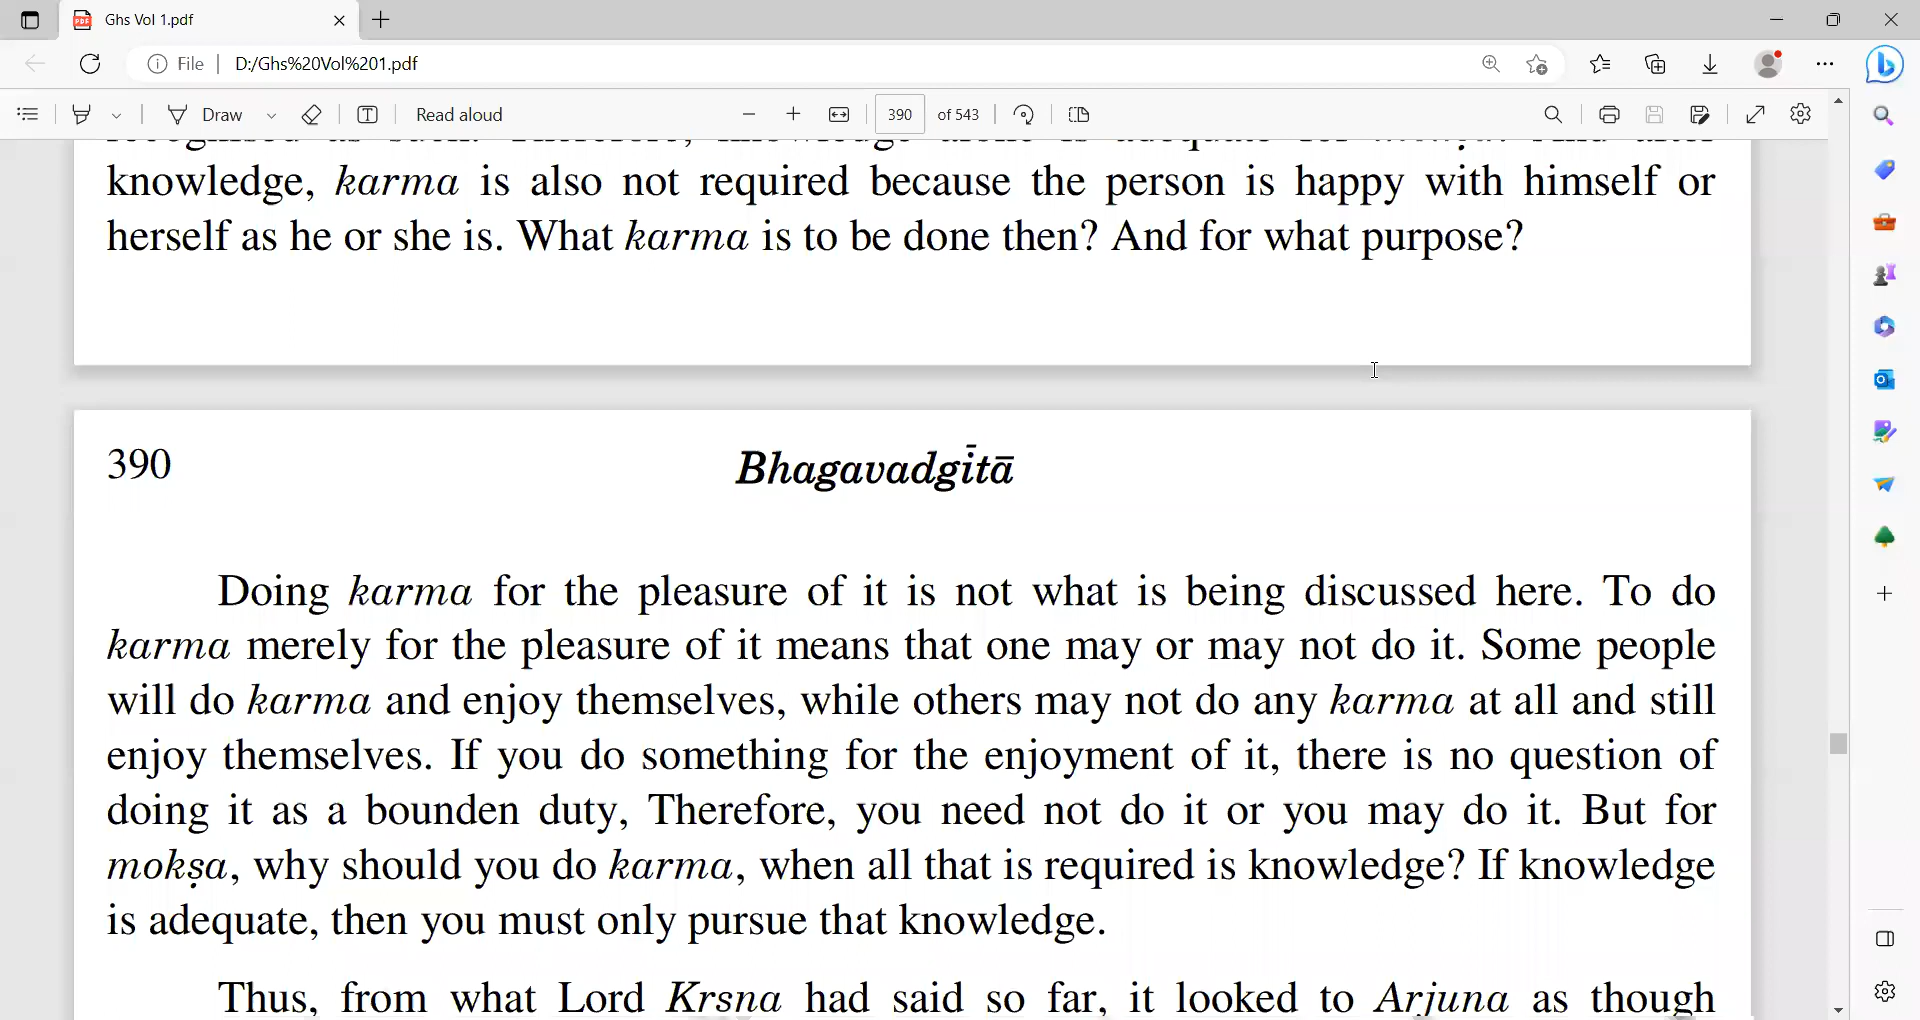 Ghs Vol 1.pdf
File D:/Ghs%20Vol%201.pdf
Draw Read aloud 390 of 543
knowledge, karma is also not required because the person is happy with himself or
herself as he or she is. What karma is to be done then? And for what purpose?
390 Bhagavadgītā
Doing karma for the pleasure of it is not what is being discussed here. To do
karma merely for the pleasure of it means that one may or may not do it. Some people
will do karma and enjoy themselves, while others may not do any karma at all and still
enjoy themselves. If you do something for the enjoyment of it, there is no question of
doing it as a bounden duty, Therefore, you need not do it or you may do it. But for
mokṣa, why should you do karma, when all that is required is knowledge? If knowledge
is adequate, then you must only pursue that knowledge.
Thus, from what Lord Krsna had said so far, it looked to Arjuna as though